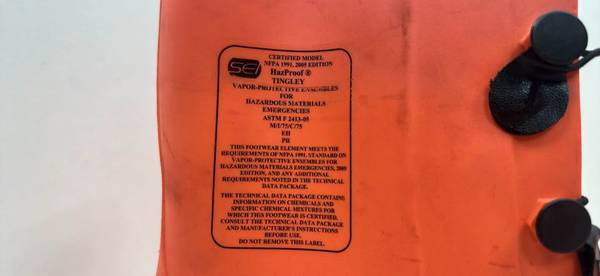 SEI
CERTIFIED MODEL
NFPA 1991, 2005 EDITION
HazProof ®
TINGLEY
VAPOR-PROTECTIVE ENSEMBLES
FOR
HAZARDOUS MATERIALS
EMERGENCIES
ASTM F 2413-05
M/I/75/C/75
EH
PR
THIS FOOTWEAR ELEMENT MEETS THE
REQUIREMENTS OF NFPA 1991, STANDARD ON
VAPOR-PROTECTIVE ENSEMBLES FOR
HAZARDOUS MATERIALS EMERGENCIES, 2005
EDITION, AND ANY ADDITIONAL
REQUIREMENTS NOTED IN THE TECHNICAL
DATA PACKAGE.
THE TECHNICAL DATA PACKAGE CONTAINS
INFORMATION ON CHEMICALS AND
SPECIFIC CHEMICAL MIXTURES FOR
WHICH THIS FOOTWEAR IS CERTIFIED.
CONSULT THE TECHNICAL DATA PACKAGE
AND MANUFACTURER'S INSTRUCTIONS
BEFORE USE.
DO NOT REMOVE THIS LABEL.